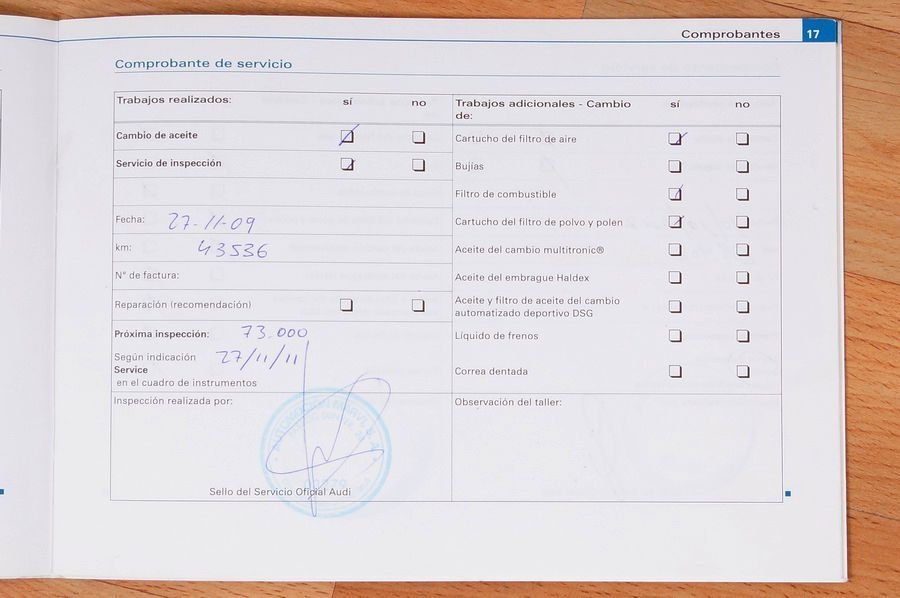 Comprobantes 17
Comprobante de servicio
Trabajos realizados: sí no
Cambio de aceite
Servicio de inspección
Fecha: 27-11-09
km: 43536
N° de factura:
Reparación (recomendación)
Próxima inspección: 73.000
Según indicación 27/11/11
Service
en el cuadro de instrumentos
Inspección realizada por:
Sello del Servicio Oficial Audi
Trabajos adicionales - Cambio sí no
de:
Cartucho del filtro de aire
Bujías
Filtro de combustible
Cartucho del filtro de polvo y polen
Aceite del cambio multitronic®
Aceite del embrague Haldex
Aceite y filtro de aceite del cambio
automatizado deportivo DSG
Líquido de frenos
Correa dentada
Observación del taller: